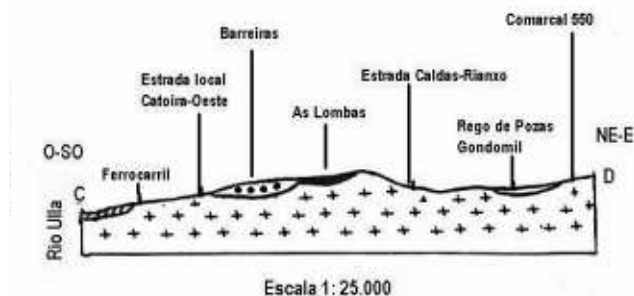 Comarcal 550
Barreiras
Estrada local
Catoira-Oeste
Estrada Caldas-Rianxo
As Lombas
Rego de Pozas
Gondomil
O-SO
NE-E
Ferrocarril
C
D
Rio Ulla
Escala 1: 25.000